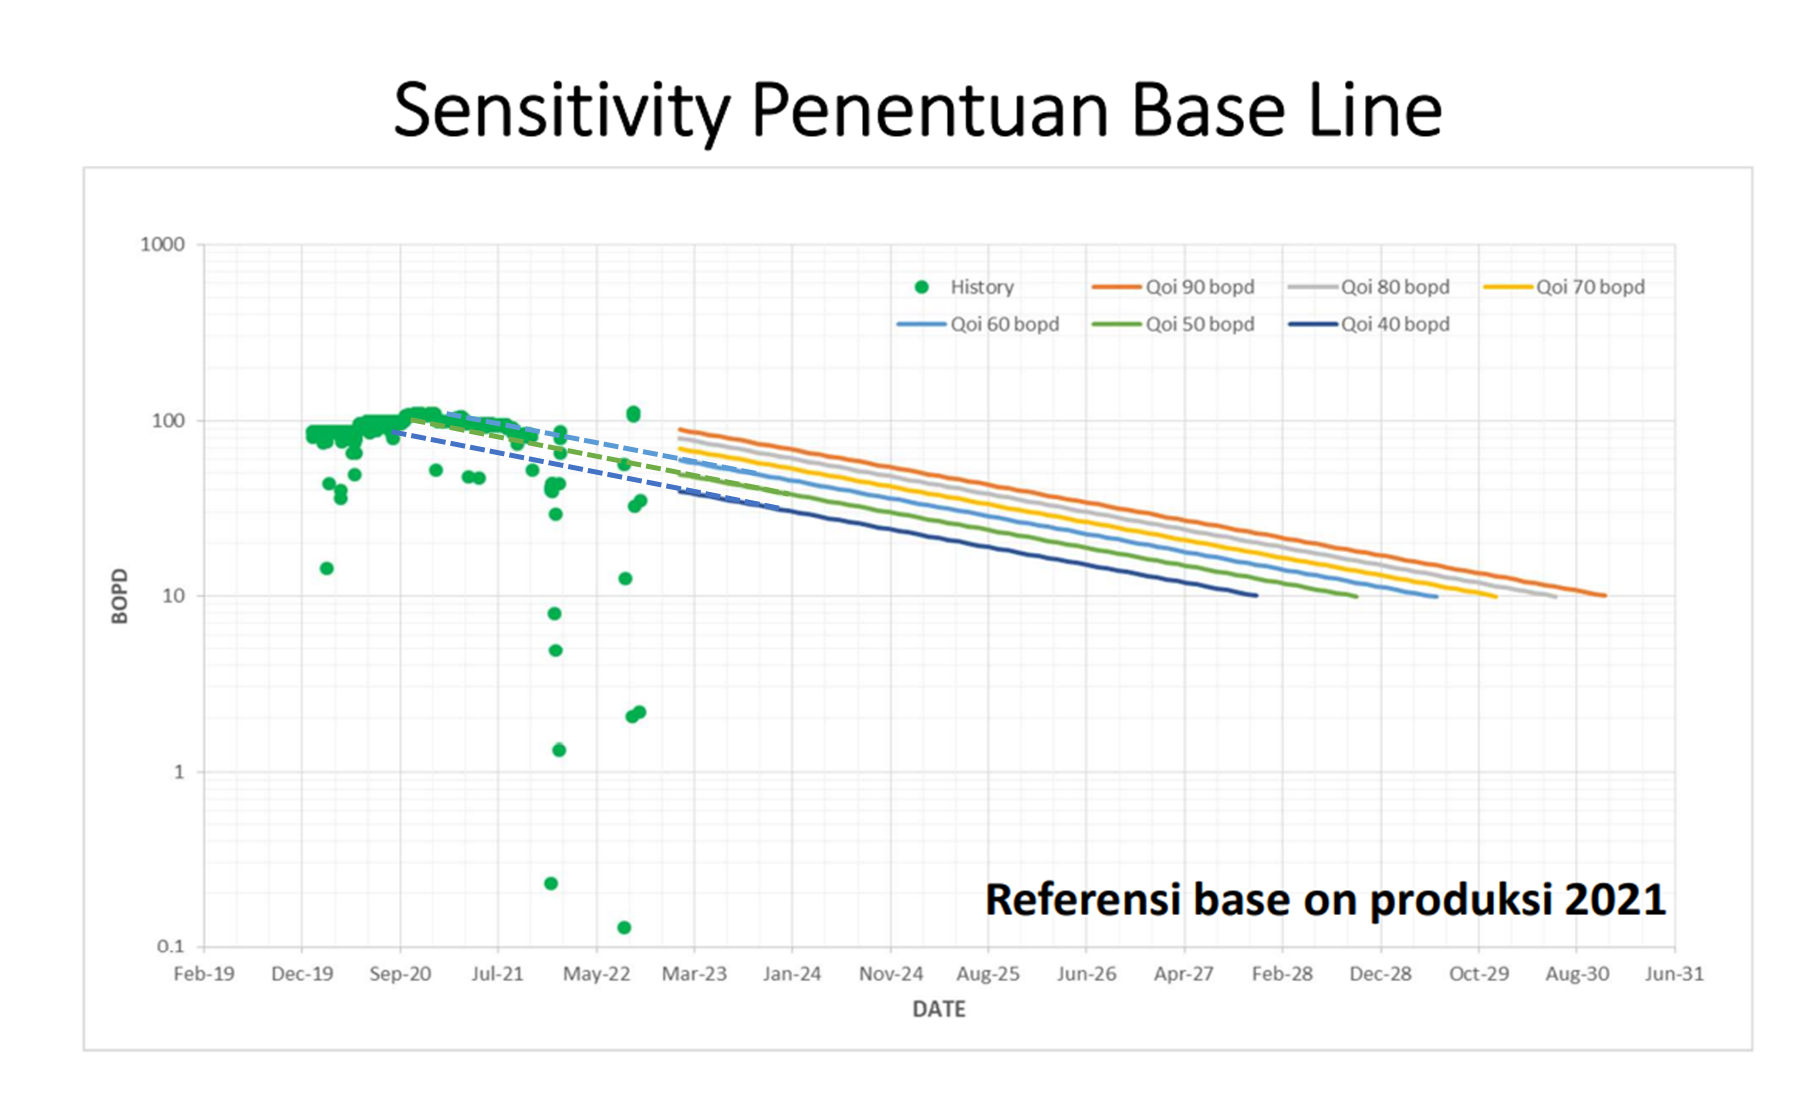 Sensitivity Penentuan Base Line
1000
100
10
1
0.1
BOPD
History
Qoi 90 bopd
Qoi 80 bopd
Qoi 70 bopd
Qoi 60 bopd
Qoi 50 bopd
Qoi 40 bopd
Referensi base on produksi 2021
Feb-19 Dec-19 Sep-20 Jul-21 May-22 Mar-23 Jan-24 Nov-24 Aug-25 Jun-26 Apr-27 Feb-28 Dec-28 Oct-29 Aug-30 Jun-31
DATE